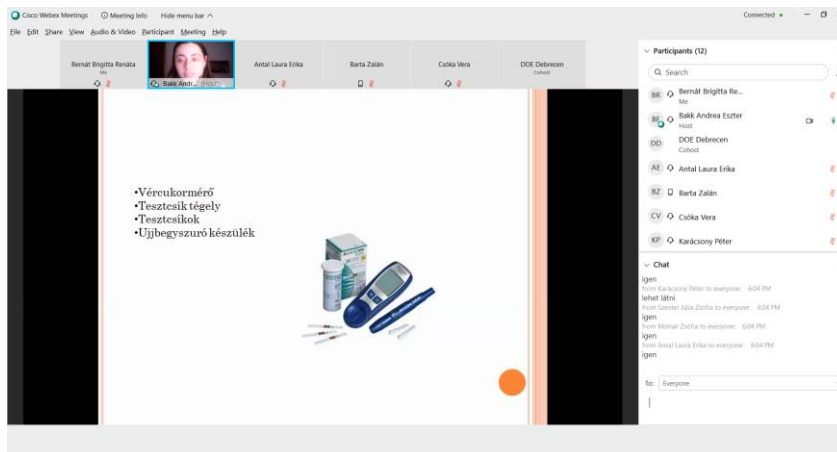 Cisco Webex Meetings Meeting Info Hide menu bar Connected
File Edit Share View Audio & Video Participant Meeting Help
Bernát Brigitta Renáta
Me
Bakk Andr... (Host)
Antal Laura Erika
Barta Zalán
Csóka Vera
DOE Debrecen
Cohost
•Vércukormérő
•Tesztcsík tégely
•Tesztcsíkok
•Ujjbegyszuró készülék
Participants (12)
Search
BR Bernát Brigitta Re...
Me
Bakk Andrea Eszter
Host
DD DOE Debrecen
Cohost
AE Antal Laura Erika
BZ Barta Zalán
CV Csóka Vera
KP Karácsony Péter
Chat
igen
from Karácsony Péter to everyone: 6:04 PM
lehet látni
from Szentei Júlia Zsófia to everyone: 6:04 PM
igen
from Molnár Zsófia to everyone: 6:04 PM
igen
from Antal Laura Erika to everyone: 6:04 PM
igen
To: Everyone